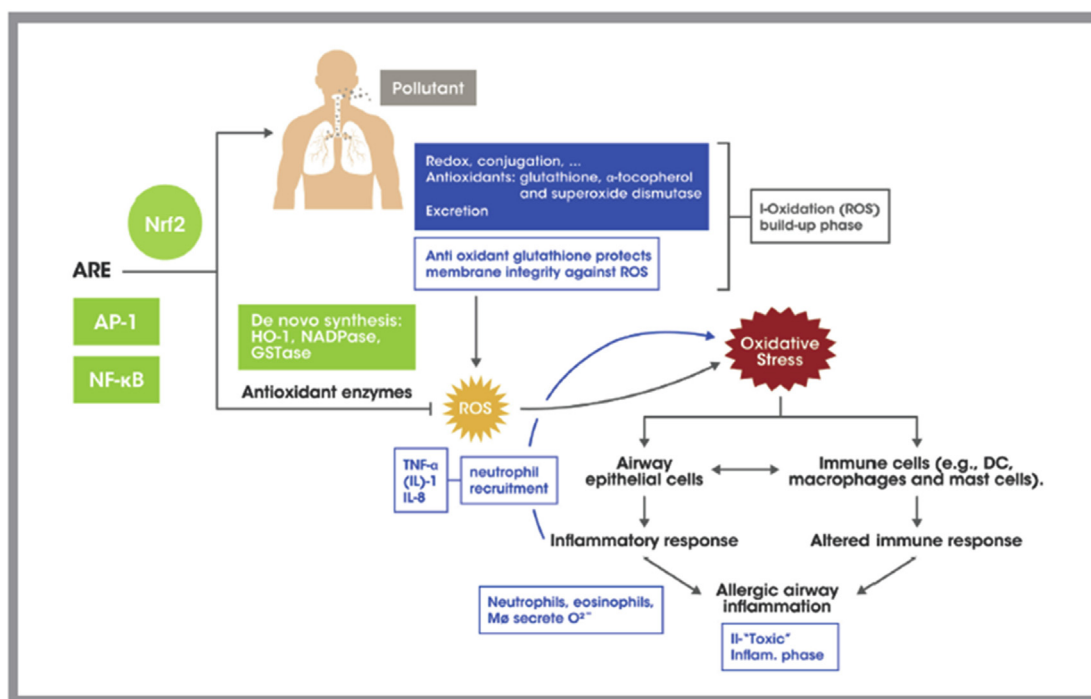 Pollutant
Redox, conjugation, ...
Antioxidants: glutathione, α-tocopherol
and superoxide dismutase
Excretion
I-Oxidation (ROS)
build-up phase
Nrf2
Anti oxidant glutathione protects
membrane integrity against ROS
ARE
AP-1
De novo synthesis:
HO-1, NADPase,
GSTase
NF-κB
Oxidative
Stress
Antioxidant enzymes
ROS
TNF-α
(IL)-1
IL-8
neutrophil
recruitment
Airway
epithelial cells
Immune cells (e.g., DC,
macrophages and mast cells).
Inflammatory response
Altered immune response
Neutrophils, eosinophils,
Mø secrete O²⁻
Allergic airway
inflammation
II-"Toxic"
Inflam. phase